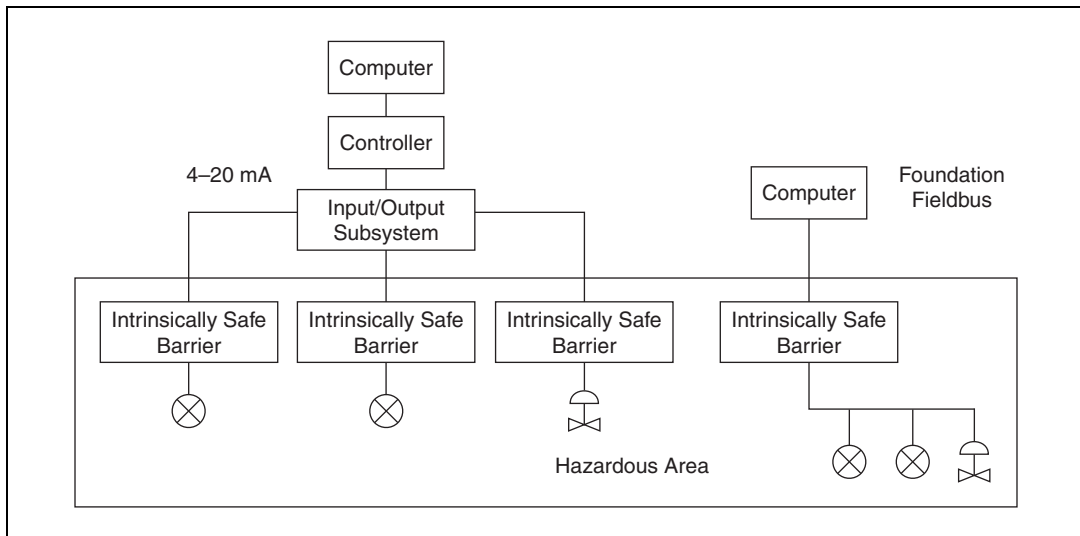 Computer
Controller
4–20 mA
Input/Output
Subsystem
Computer
Foundation
Fieldbus
Intrinsically Safe
Barrier
Intrinsically Safe
Barrier
Intrinsically Safe
Barrier
Intrinsically Safe
Barrier
Hazardous Area